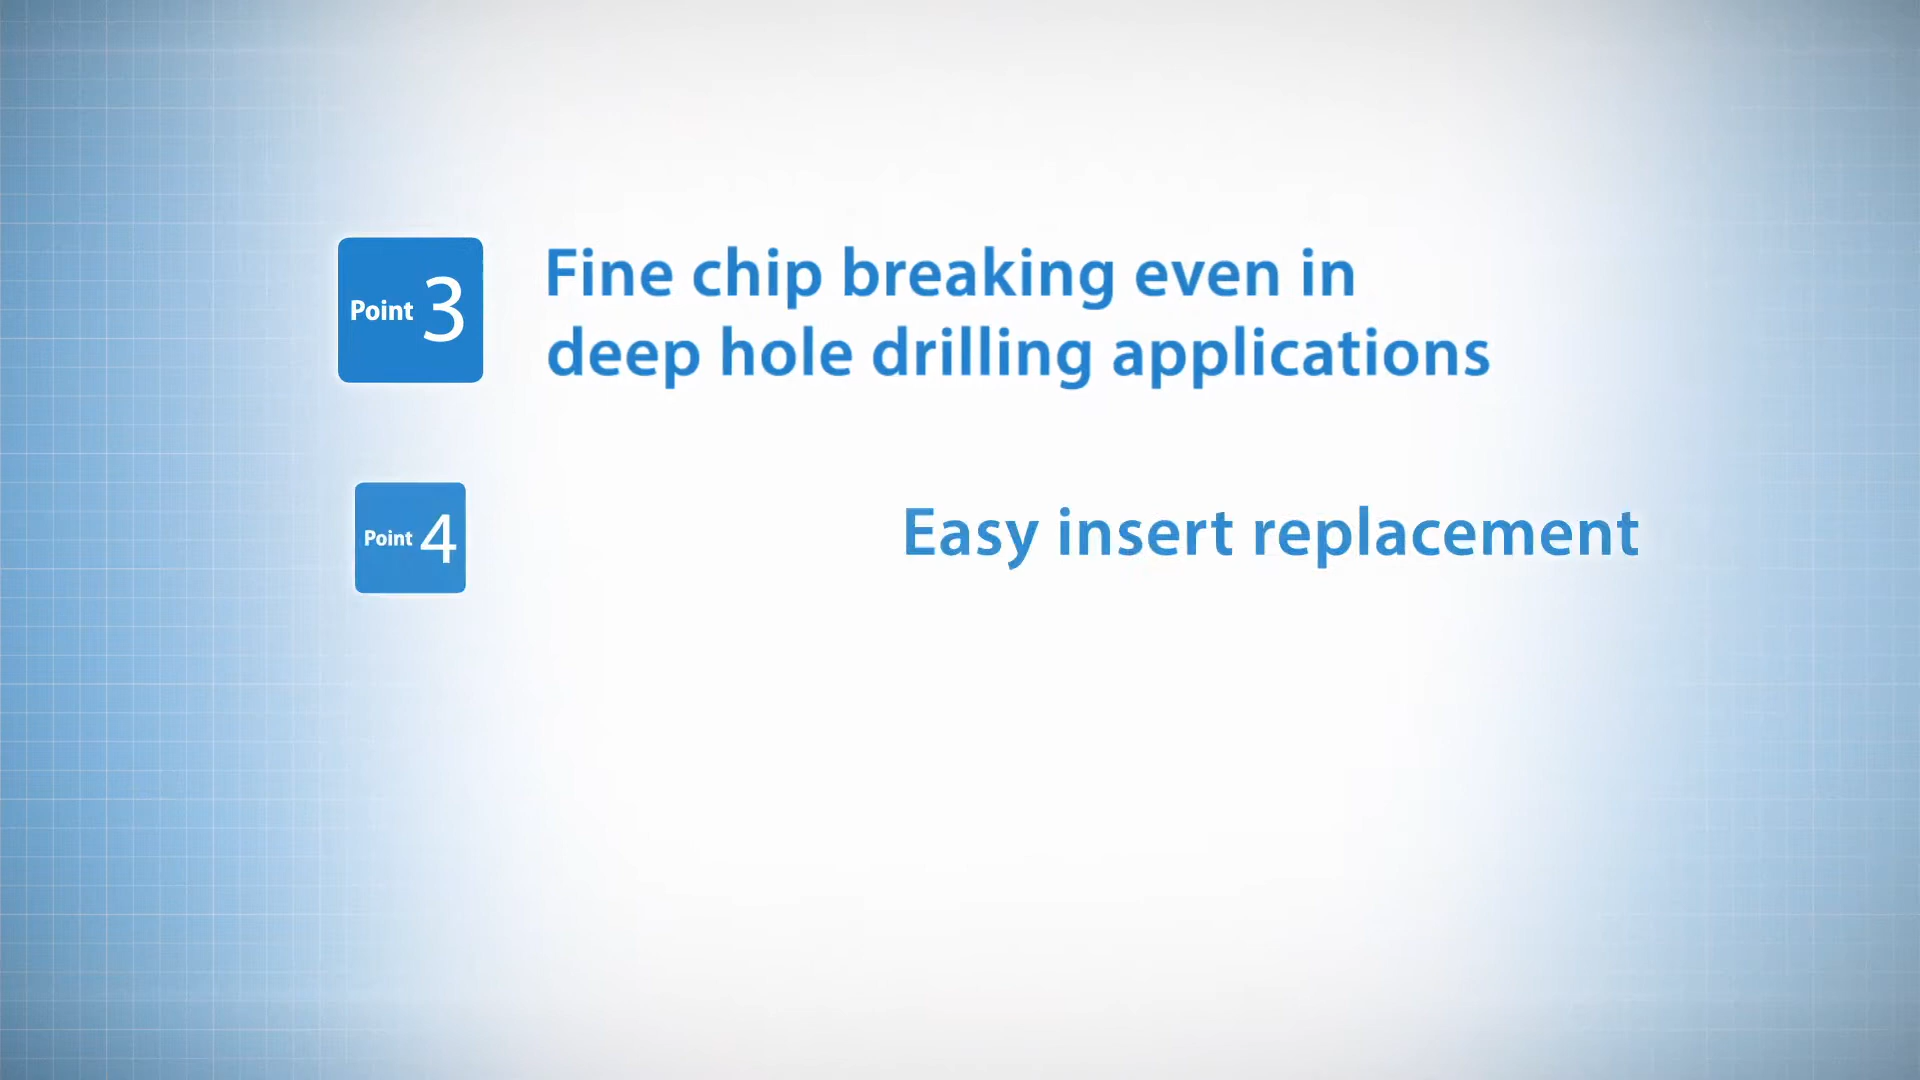 Point 3
Fine chip breaking even in
deep hole drilling applications
Point 4
Easy insert replacement